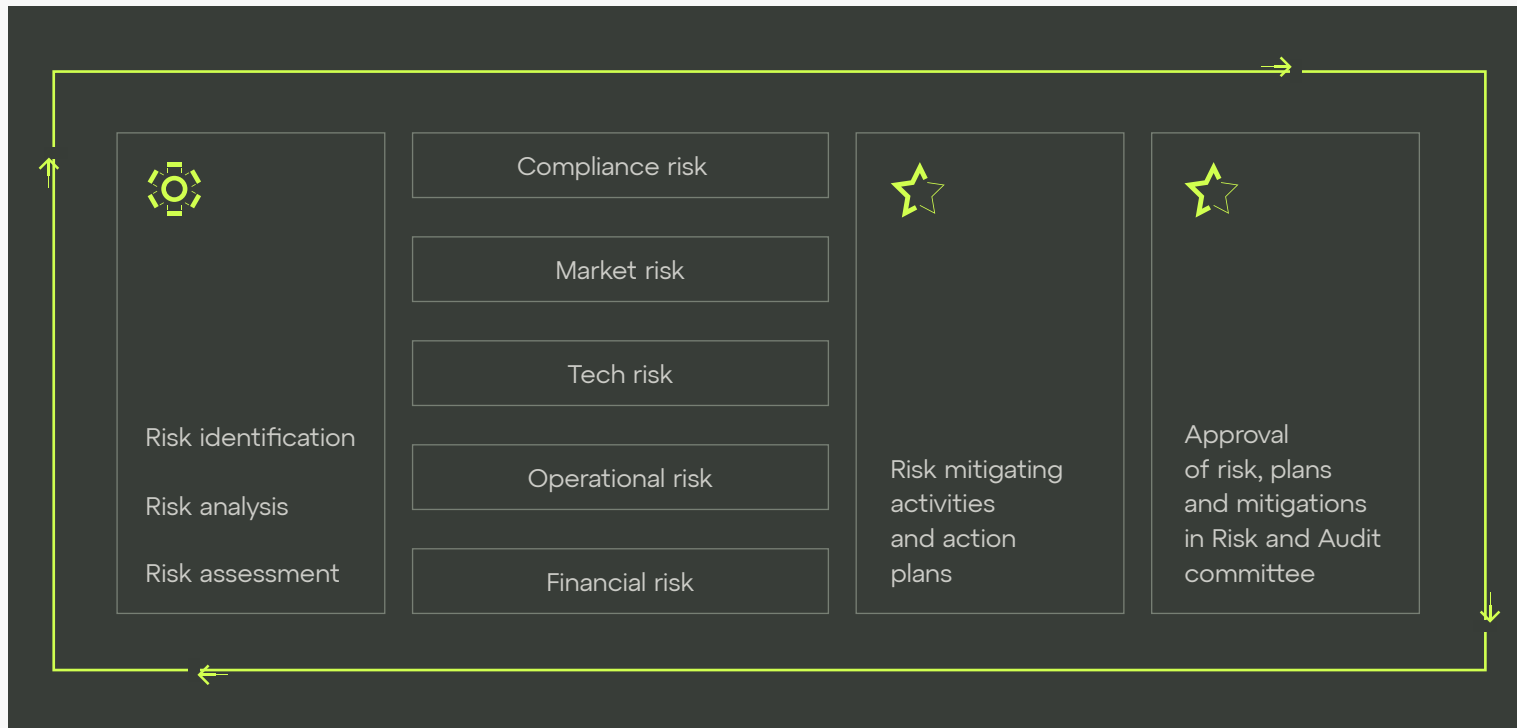 Risk identification
Risk analysis
Risk assessment
Compliance risk
Market risk
Tech risk
Operational risk
Financial risk
Risk mitigating
activities
and action
plans
Approval
of risk, plans
and mitigations
in Risk and Audit
committee